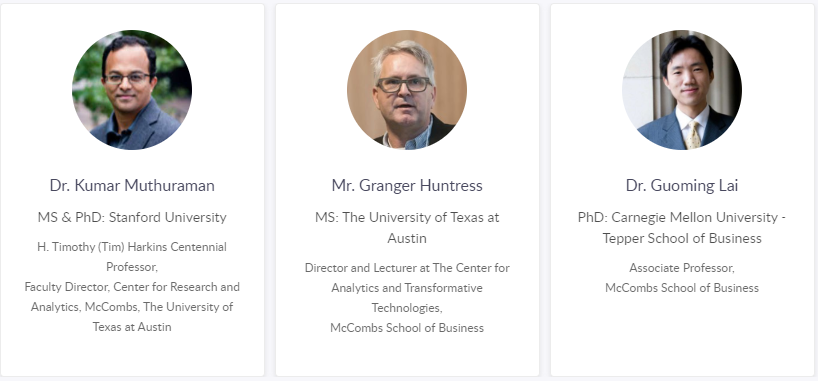 Dr. Kumar Muthuraman
MS & PhD: Stanford University
H. Timothy (Tim) Harkins Centennial
Professor,
Faculty Director, Center for Research and
Analytics, McCombs, The University of
Texas at Austin
Mr. Granger Huntress
MS: The University of Texas at
Austin
Director and Lecturer at The Center for
Analytics and Transformative
Technologies,
McCombs School of Business
Dr. Guoming Lai
PhD: Carnegie Mellon University -
Tepper School of Business
Associate Professor,
McCombs School of Business